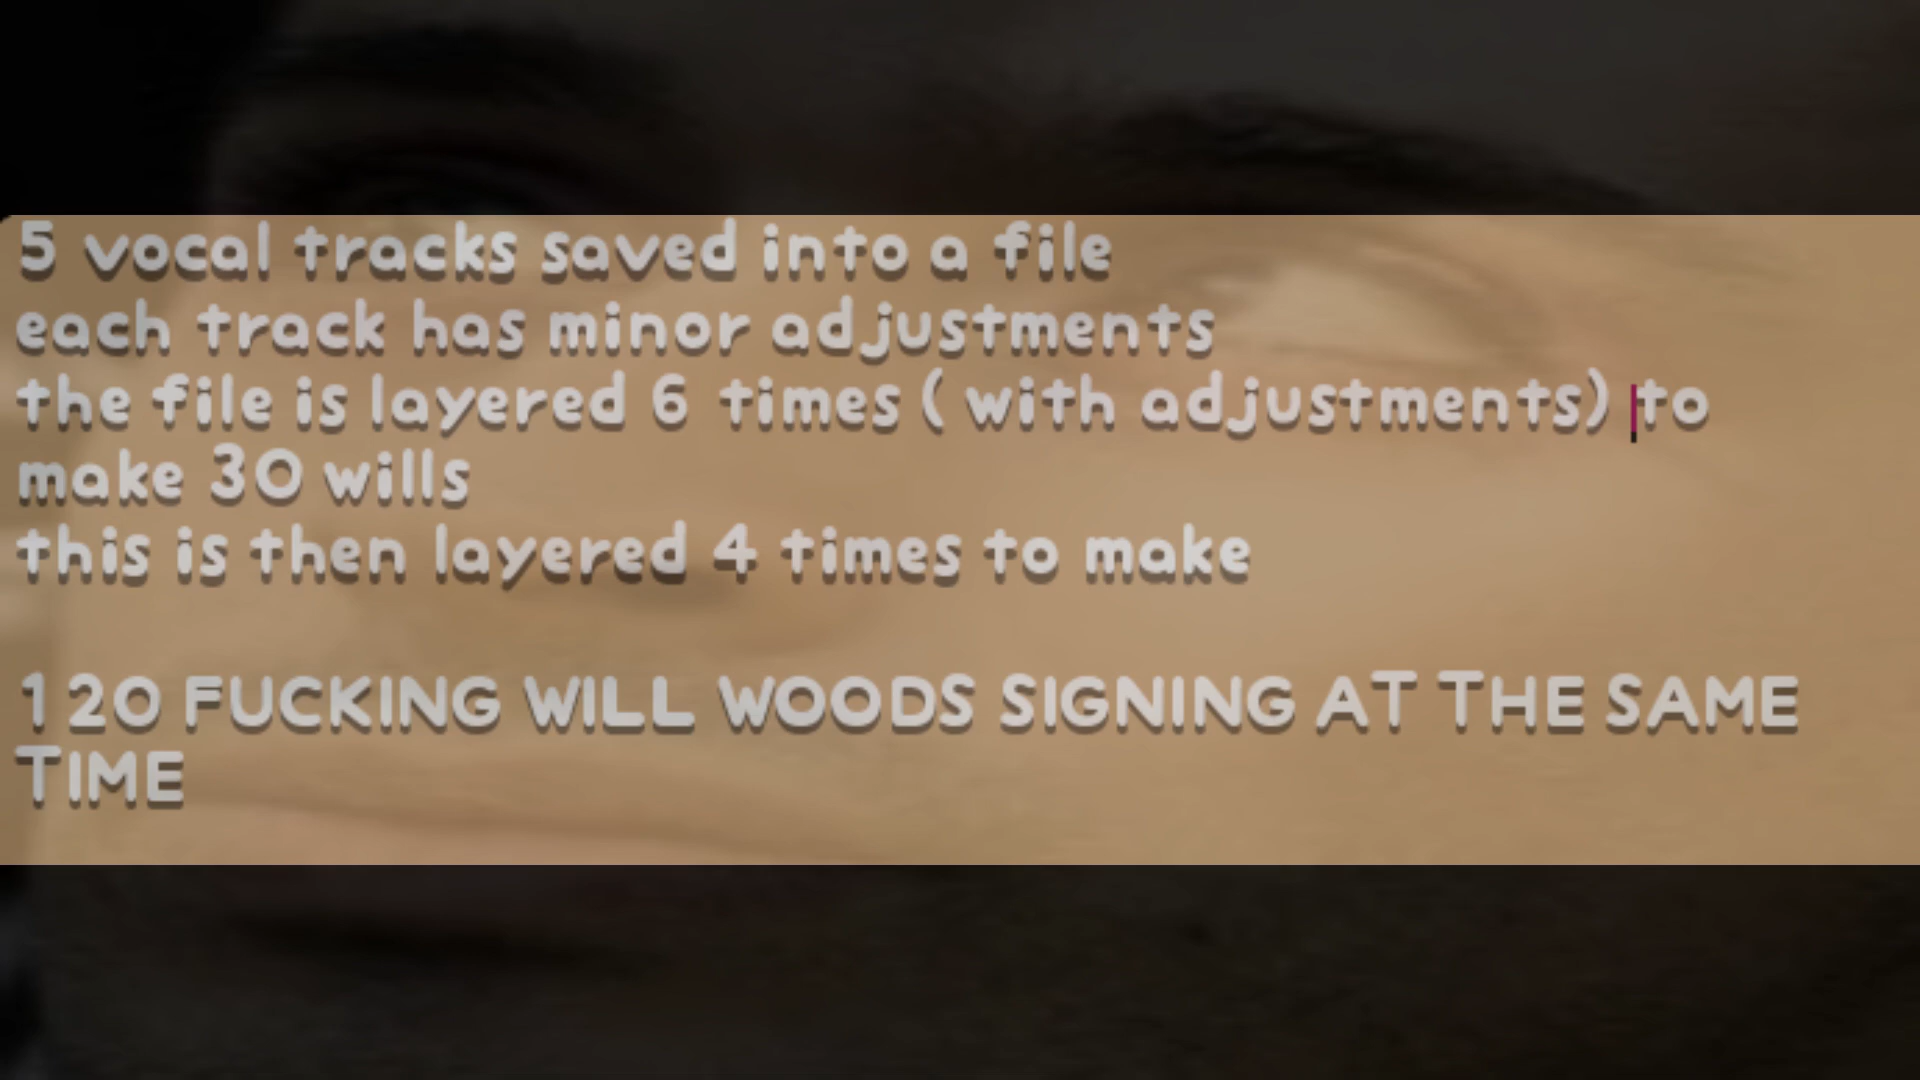 5 vocal tracks saved into a file
each track has minor adjustments
the file is layered 6 times ( with adjustments) to
make 30 wills
this is then layered 4 times to make
120 FUCKING WILL WOODS SIGNING AT THE SAME
TIME